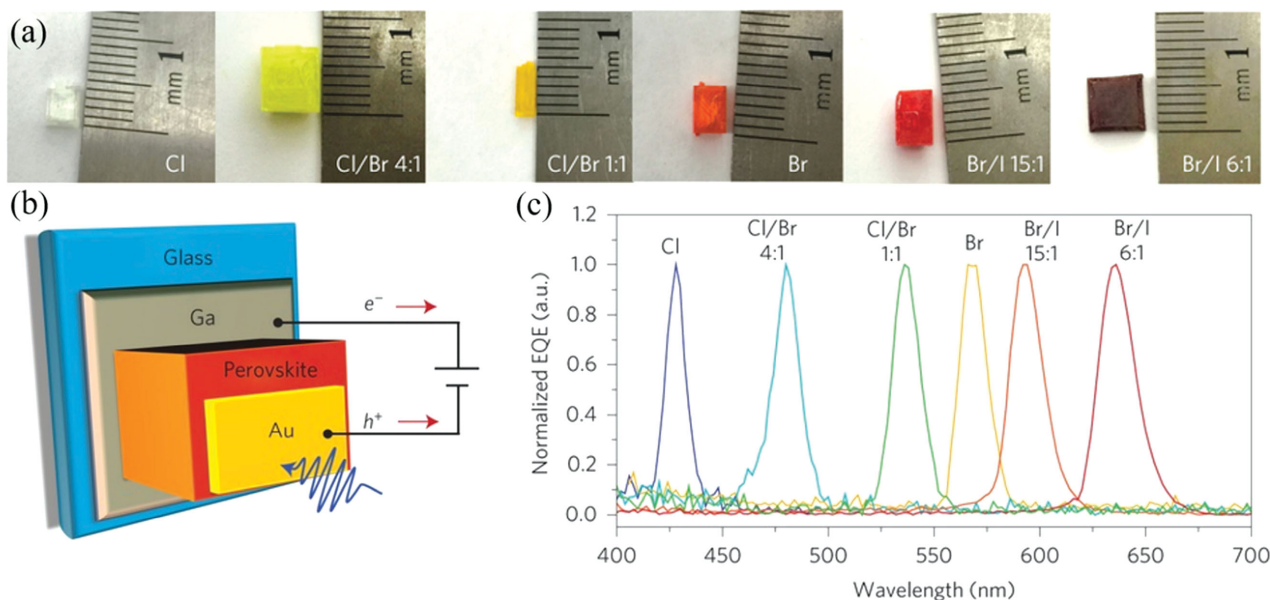 (a)
1
mm
Cl
1
mm
Cl/Br 4:1
1
mm
Cl/Br 1:1
1
mm
Br
1
mm
Br/I 15:1
1
mm
Br/I 6:1
(b)
Glass
Ga
e⁻
Perovskite
Au
h⁺
(c)
Normalized EQE (a.u.)
1.2
1.0
0.8
0.6
0.4
0.2
0.0
Cl
Cl/Br
4:1
Cl/Br
1:1
Br
Br/I
15:1
Br/I
6:1
400
450
500
550
600
650
700
Wavelength (nm)